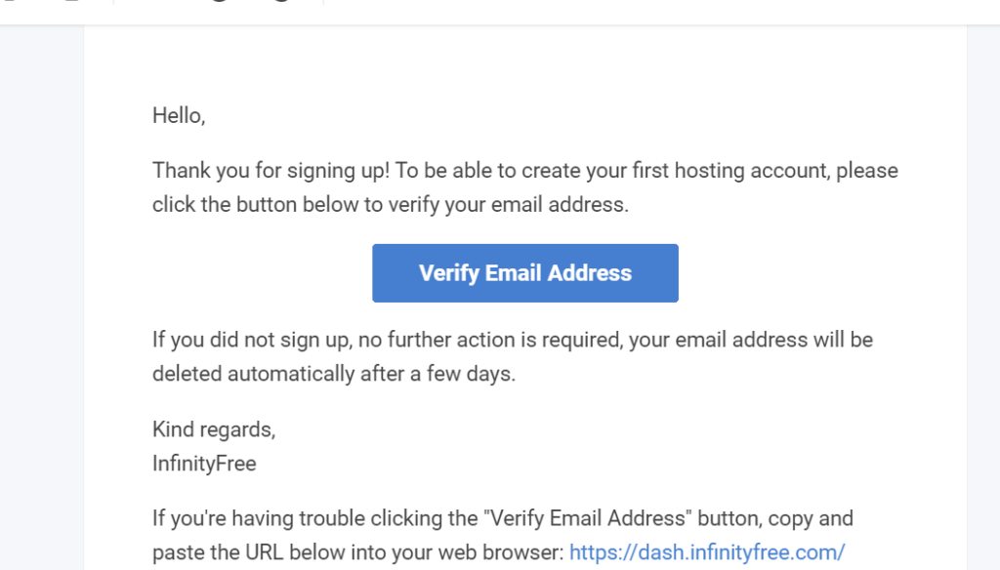 Hello,
Thank you for signing up! To be able to create your first hosting account, please
click the button below to verify your email address.
Verify Email Address
If you did not sign up, no further action is required, your email address will be
deleted automatically after a few days.
Kind regards,
InfinityFree
If you're having trouble clicking the "Verify Email Address" button, copy and
paste the URL below into your web browser: https://dash.infinityfree.com/